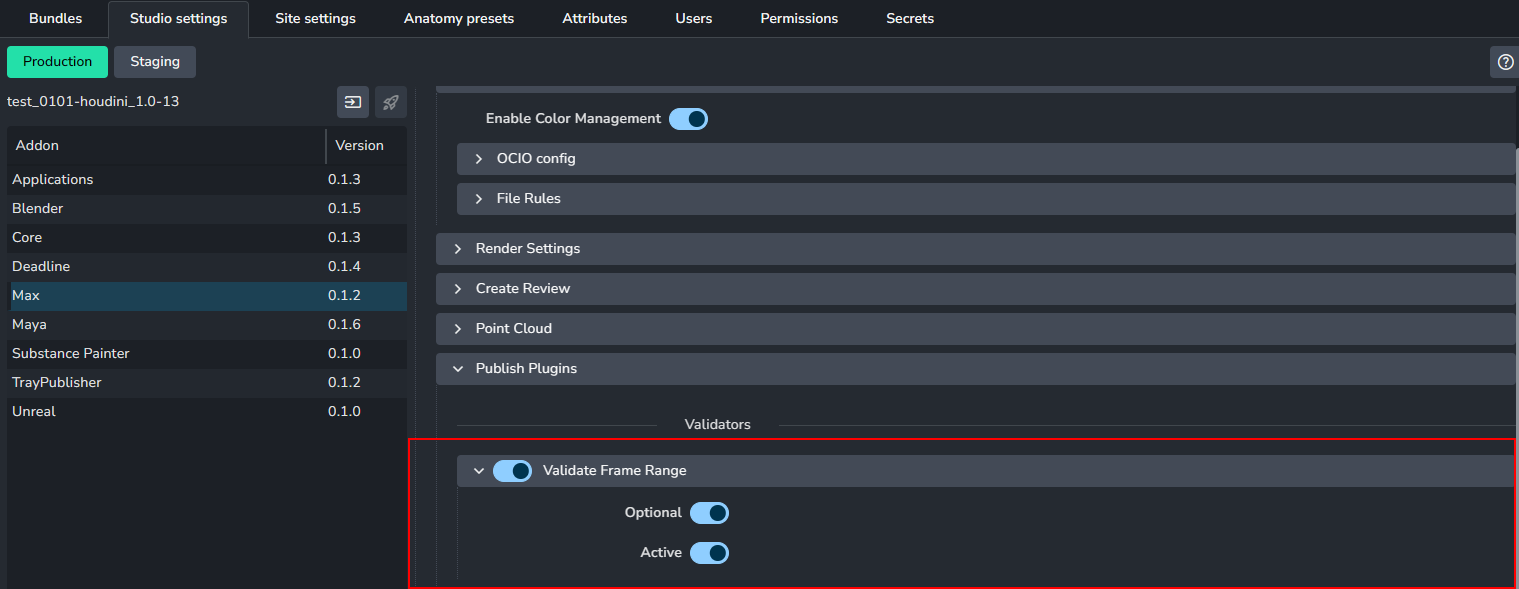 Bundles Studio settings Site settings Anatomy presets Attributes Users Permissions Secrets
Production Staging
test_0101-houdini_1.0-13
Addon Version
Applications 0.1.3
Blender 0.1.5
Core 0.1.3
Deadline 0.1.4
Max 0.1.2
Maya 0.1.6
Substance Painter 0.1.0
TrayPublisher 0.1.2
Unreal 0.1.0
Enable Color Management
OCIO config
File Rules
Render Settings
Create Review
Point Cloud
Publish Plugins
Validators
Validate Frame Range
Optional
Active